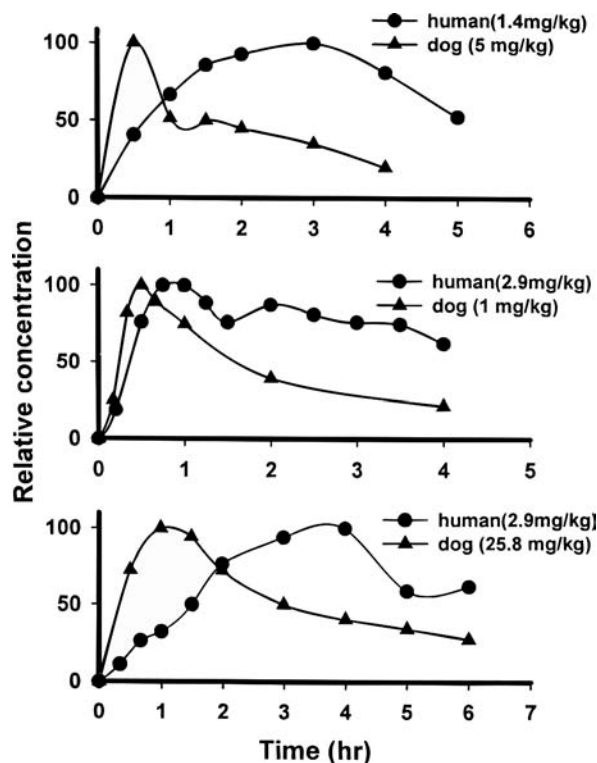 human(1.4mg/kg)
dog (5 mg/kg)
100
50
0
0 1 2 3 4 5 6
human(2.9mg/kg)
dog (1 mg/kg)
100
50
0
0 1 2 3 4 5
human(2.9mg/kg)
dog (25.8 mg/kg)
100
50
0
0 1 2 3 4 5 6 7
Relative concentration
Time (hr)